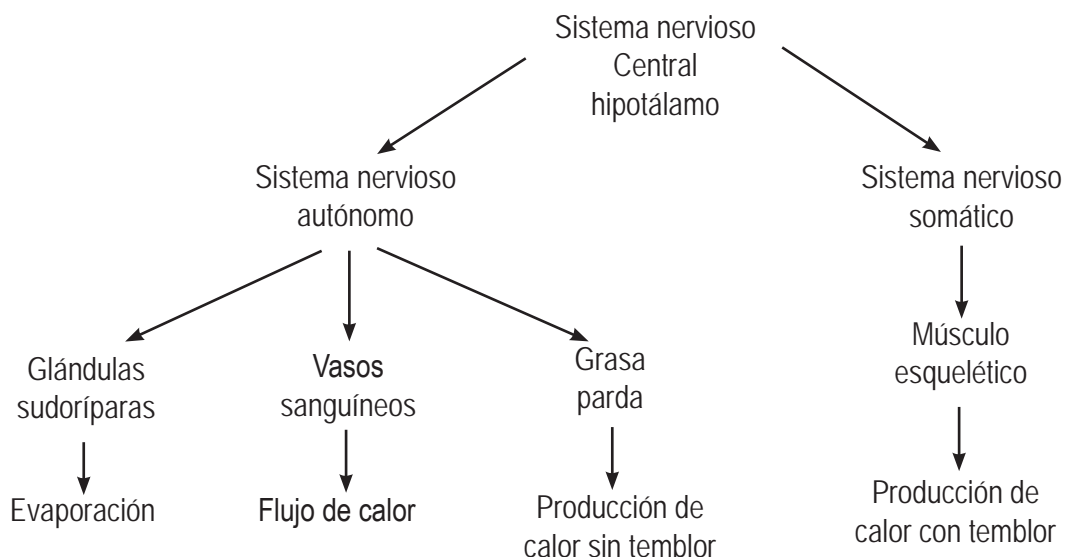 Sistema nervioso
Central
hipotálamo
Sistema nervioso
autónomo
Sistema nervioso
somático
Glándulas
sudoríparas
Vasos
sanguíneos
Grasa
parda
Músculo
esquelético
Evaporación
Flujo de calor
Producción de
calor sin temblor
Producción de
calor con temblor